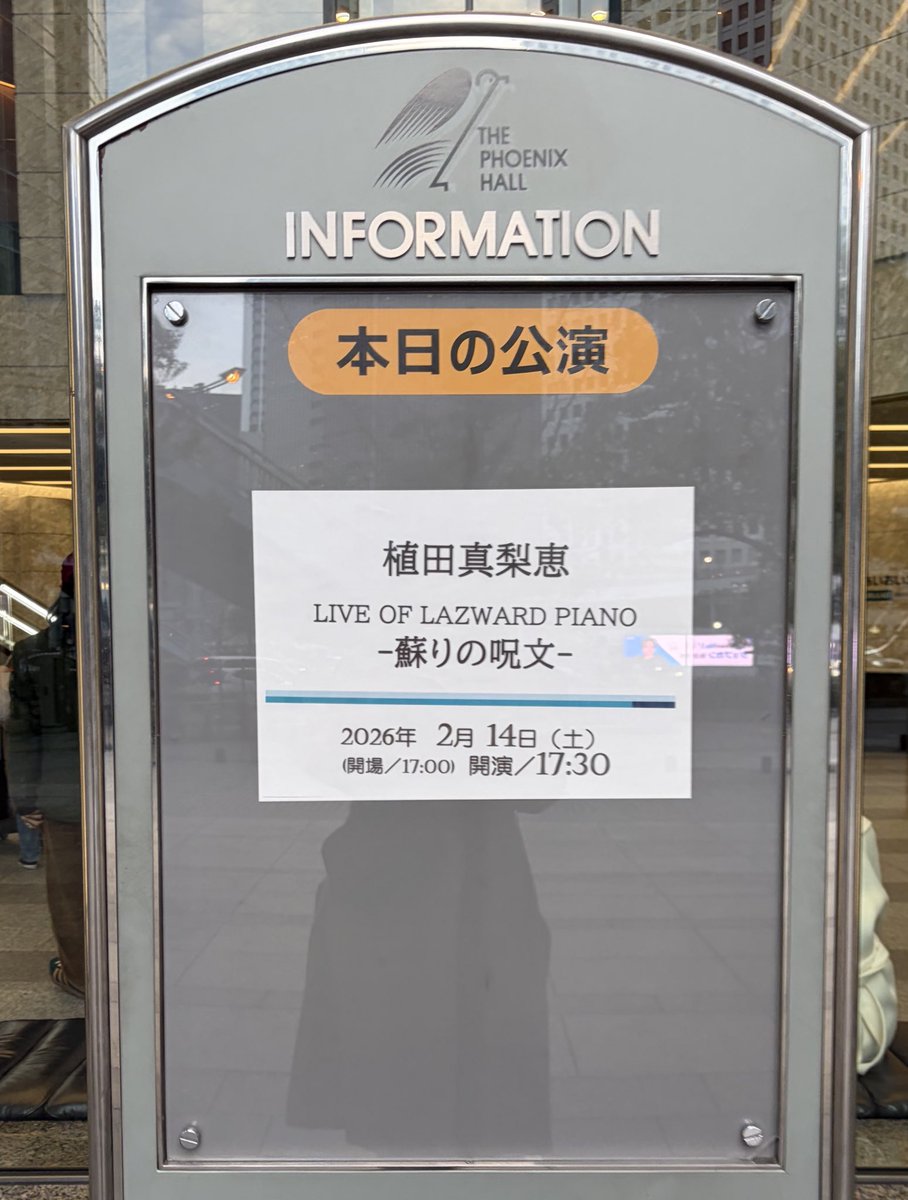 THE
PHOENIX
HALL
INFORMATION
本日の公演
植田真梨恵
LIVE OF LAZWARD PIANO
-蘇りの呪文-
2026年 2月 14日（土）
(開場／17:00) 開演／17:30